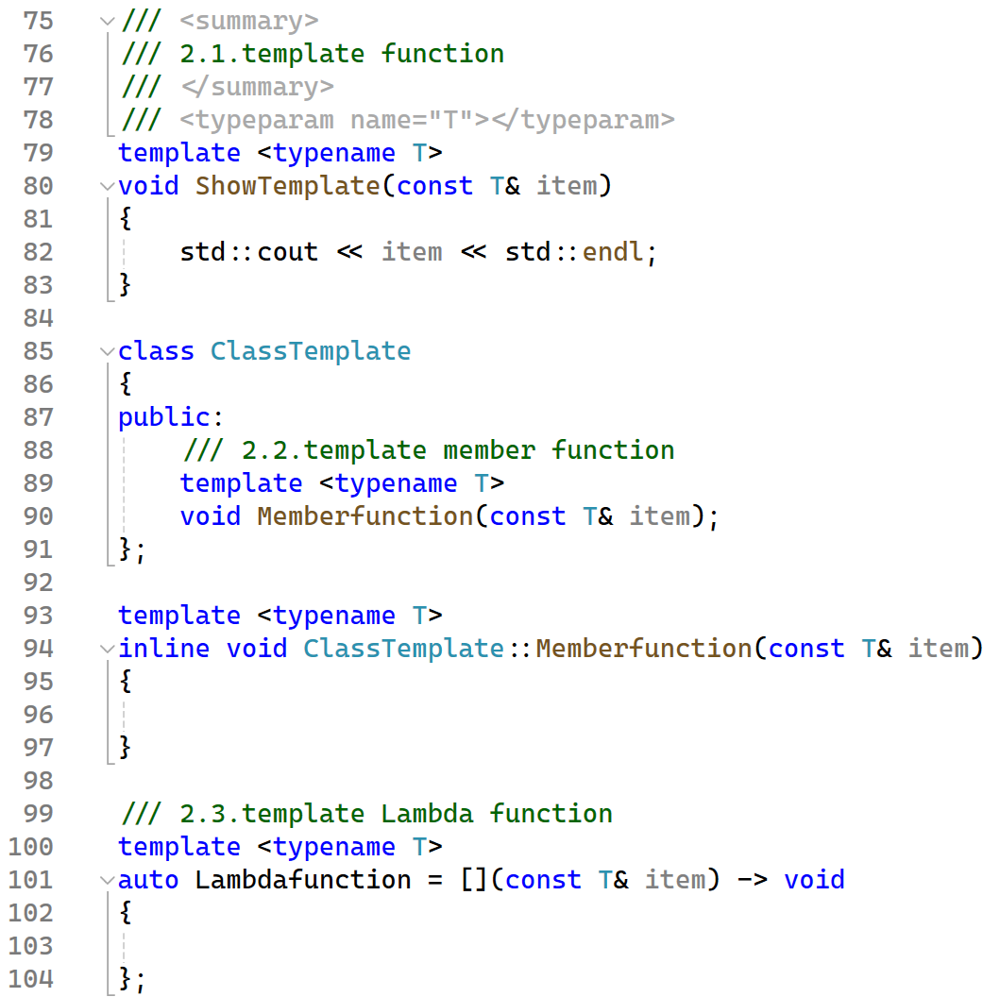 75 /// <summary>
76 /// 2.1.template function
77 /// </summary>
78 /// <typeparam name="T"></typeparam>
79 template <typename T>
80 void ShowTemplate(const T& item)
81 {
82     std::cout << item << std::endl;
83 }
84
85 class ClassTemplate
86 {
87 public:
88     /// 2.2.template member function
89     template <typename T>
90     void Memberfunction(const T& item);
91 };
92
93 template <typename T>
94 inline void ClassTemplate::Memberfunction(const T& item)
95 {
96
97 }
98
99 /// 2.3.template Lambda function
100 template <typename T>
101 auto Lambdafunction = [](const T& item) -> void
102 {
103
104 };